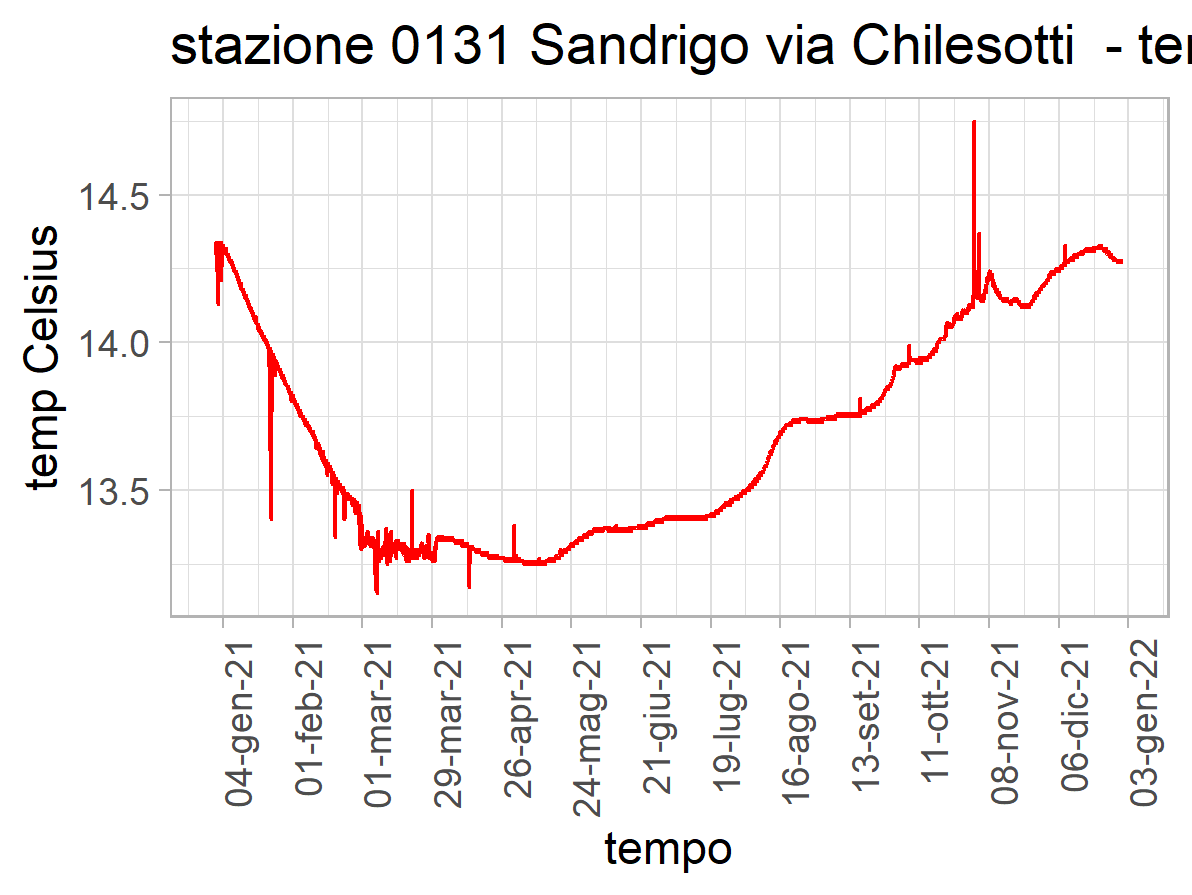 stazione 0131 Sandrigo via Chilesotti - ter
temp Celsius
14.5
14.0
13.5
04-gen-21
01-feb-21
01-mar-21
29-mar-21
26-apr-21
24-mag-21
21-giu-21
19-lug-21
16-ago-21
13-set-21
11-ott-21
08-nov-21
06-dic-21
03-gen-22
tempo